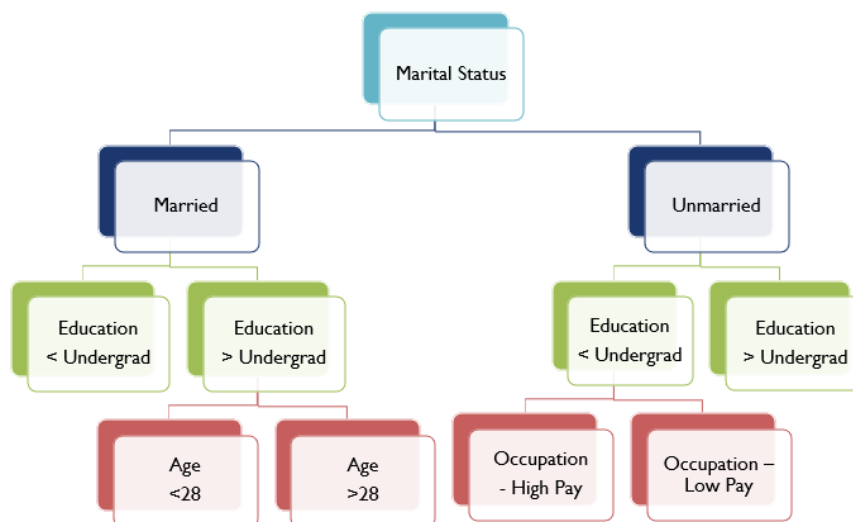 Marital Status
Married
Unmarried
Education
< Undergrad
Education
> Undergrad
Education
< Undergrad
Education
> Undergrad
Age
<28
Age
>28
Occupation
- High Pay
Occupation –
Low Pay